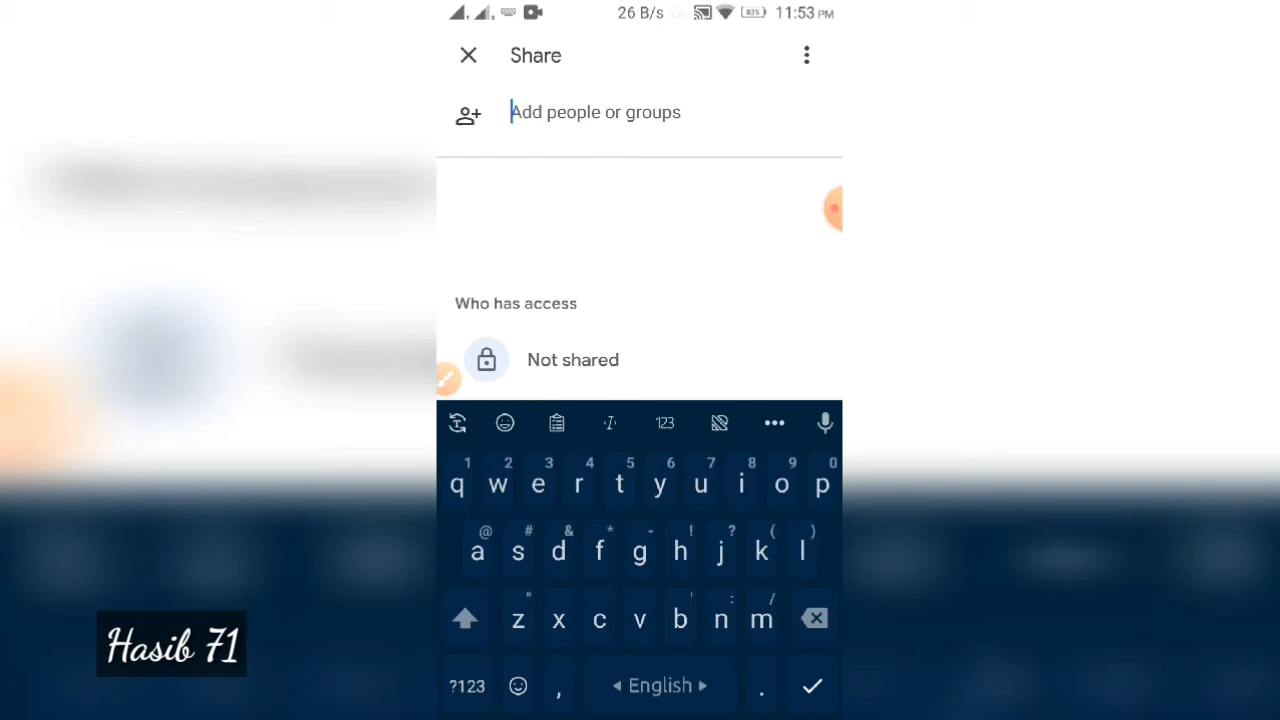 26 B/s 83% 11:53 PM
Share
Add people or groups
Who has access
Not shared
123
1 2 3 4 5 6 7 8 9 0
q w e r t y u i o p
@ # & * - ! ? ( )
a s d f g h j k l
" ' : /
z x c v b n m
?123 , English .
Hasib 71